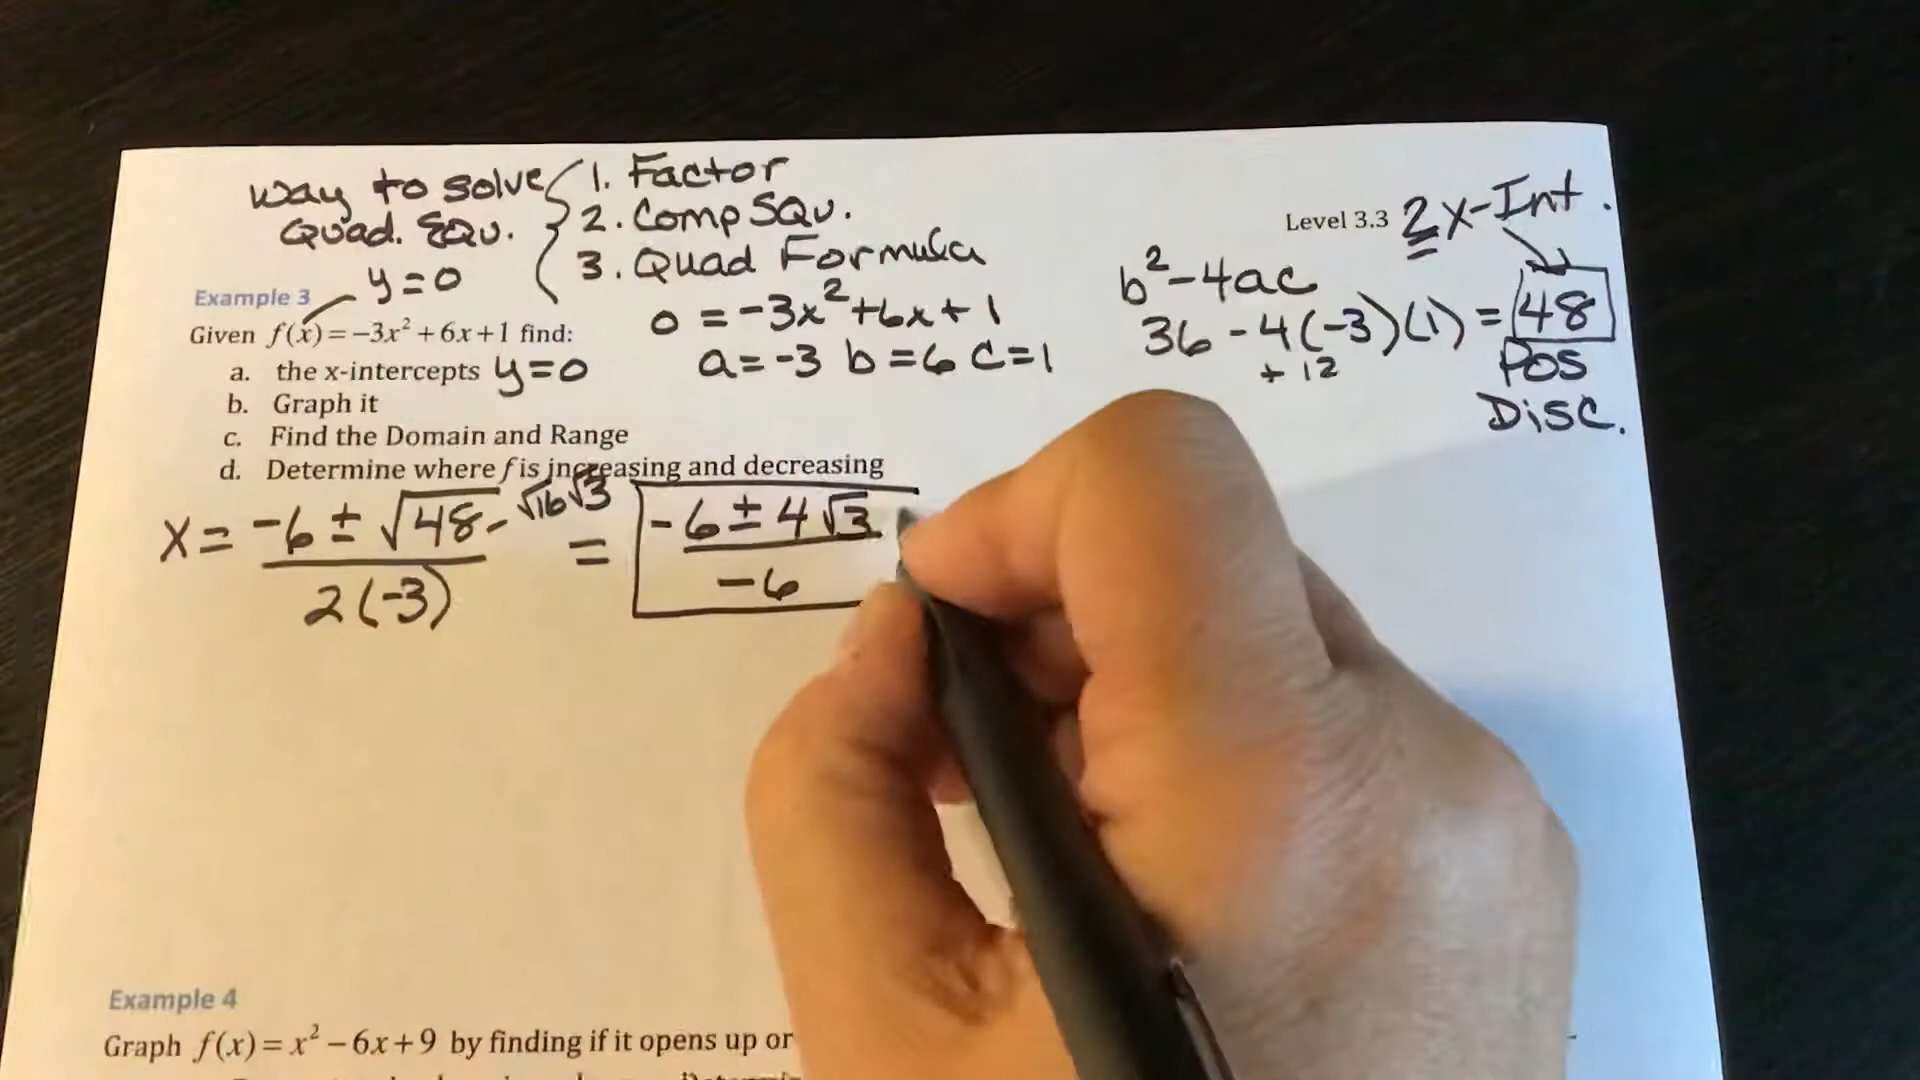 Way to solve { 1. Factor
Quad. Equ. 2. Comp Squ.
3. Quad Formula
Level 3.3 2 x-Int.
y=0
Example 3
b²-4ac
0 = -3x²+6x+1
36 - 4(-3)(1) = 48
Given f(x) = −3x² + 6x + 1 find:
a = -3 b = 6 c = 1
+ 12
Pos
Disc.
a. the x-intercepts y=0
b. Graph it
c. Find the Domain and Range
d. Determine where f is increasing and decreasing
x = (-6 ± √48)/(2(-3)) √16 √3 = (-6 ± 4√3)/(-6)
Example 4
Graph f(x) = x² − 6x + 9 by finding if it opens up or